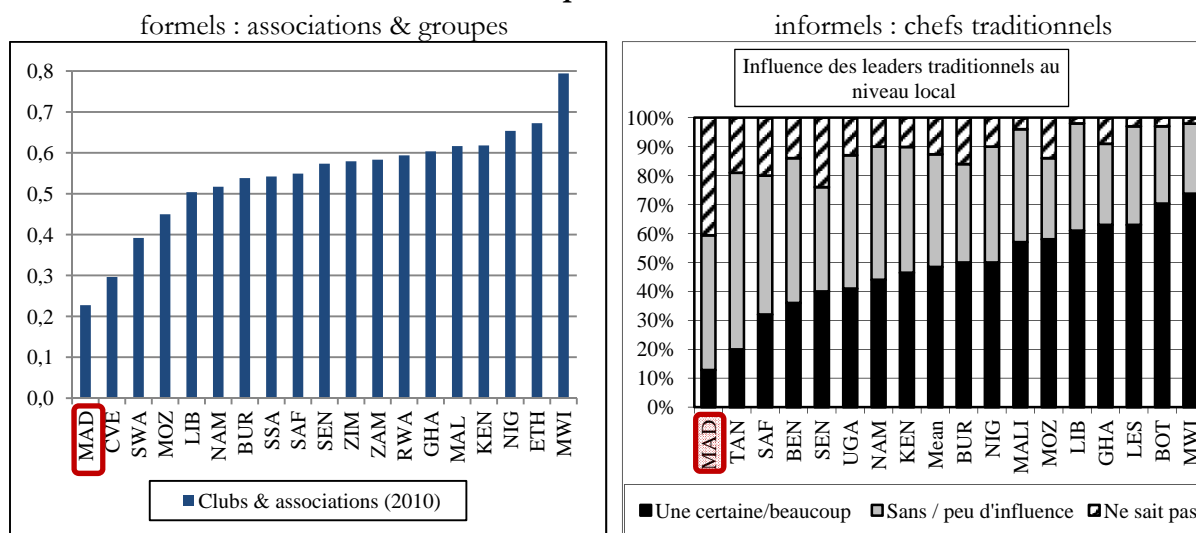 formels : associations & groupes
0,8
0,7
0,6
0,5
0,4
0,3
0,2
0,1
0,0
MAD
CVE
SWA
MOZ
LIB
NAM
BUR
SSA
SAF
SEN
ZIM
ZAM
RWA
GHA
MAL
KEN
NIG
ETH
MWI
Clubs & associations (2010)
informels : chefs traditionnels
Influence des leaders traditionnels au
niveau local
100%
90%
80%
70%
60%
50%
40%
30%
20%
10%
0%
MAD
TAN
SAF
BEN
SEN
UGA
NAM
KEN
Mean
BUR
NIG
MALI
MOZ
LIB
GHA
LES
BOT
MWI
Une certaine/beaucoup
Sans / peu d'influence
Ne sait pas